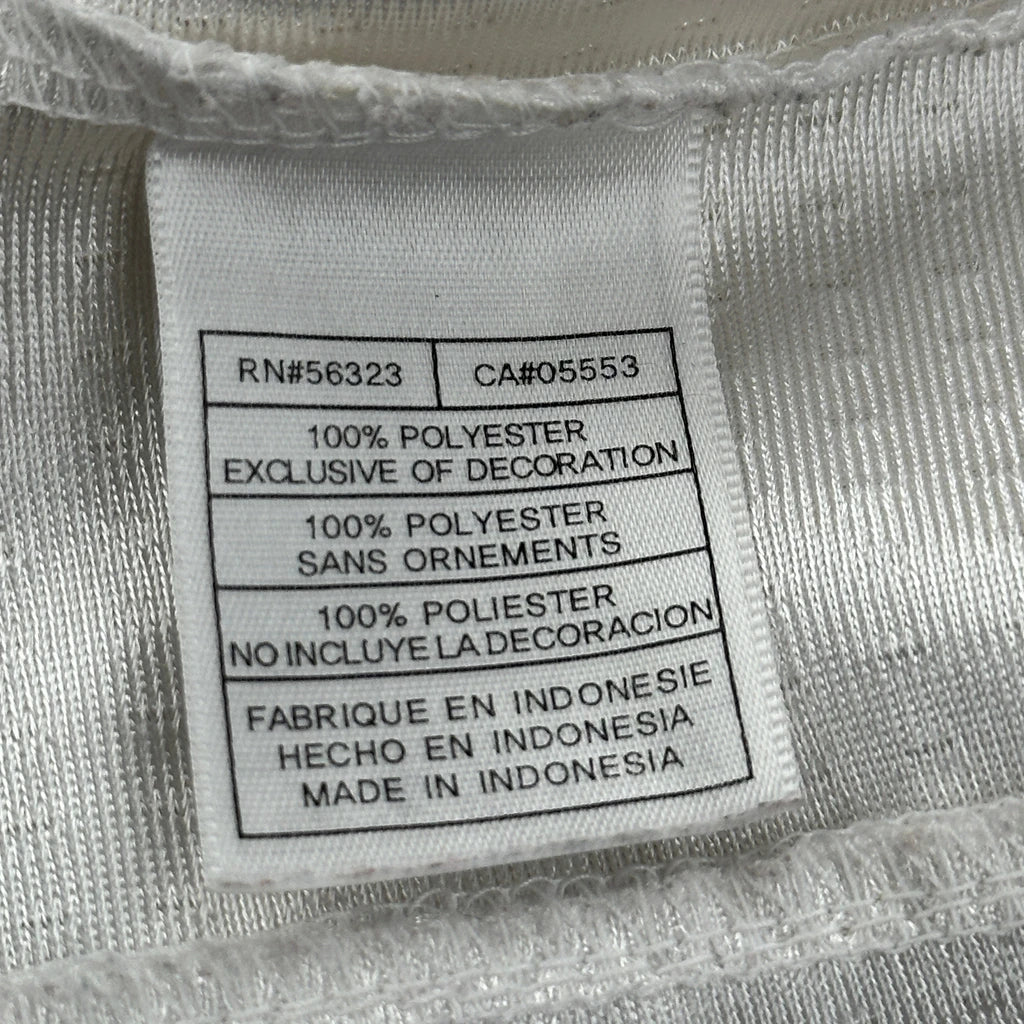 RN#56323 CA#05553
100% POLYESTER
EXCLUSIVE OF DECORATION
100% POLYESTER
SANS ORNEMENTS
100% POLIESTER
NO INCLUYE LA DECORACION
FABRIQUE EN INDONESIE
HECHO EN INDONESIA
MADE IN INDONESIA